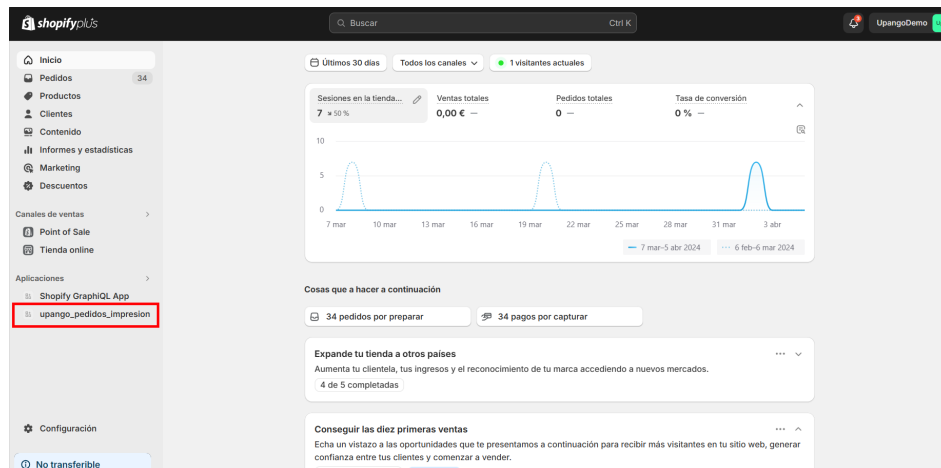 shopifyplus
Buscar Ctrl K
UpangoDemo
Inicio
Pedidos 34
Productos
Clientes
Contenido
Informes y estadísticas
Marketing
Descuentos
Canales de ventas
Point of Sale
Tienda online
Aplicaciones
Shopify GraphiQL App
upango_pedidos_impresion
Configuración
No transferible
Últimos 30 días Todos los canales 1 visitantes actuales
Sesiones en la tienda... Ventas totales Pedidos totales Tasa de conversión
7 50 % 0,00 € — 0 — 0 % —
10
5
0
7 mar 10 mar 13 mar 16 mar 19 mar 22 mar 25 mar 28 mar 31 mar 3 abr
7 mar–5 abr 2024 6 feb–6 mar 2024
Cosas que a hacer a continuación
34 pedidos por preparar 34 pagos por capturar
Expande tu tienda a otros países
Aumenta tu clientela, tus ingresos y el reconocimiento de tu marca accediendo a nuevos mercados.
4 de 5 completadas
Conseguir las diez primeras ventas
Echa un vistazo a las oportunidades que te presentamos a continuación para recibir más visitantes en tu sitio web, generar
confianza entre tus clientes y comenzar a vender.